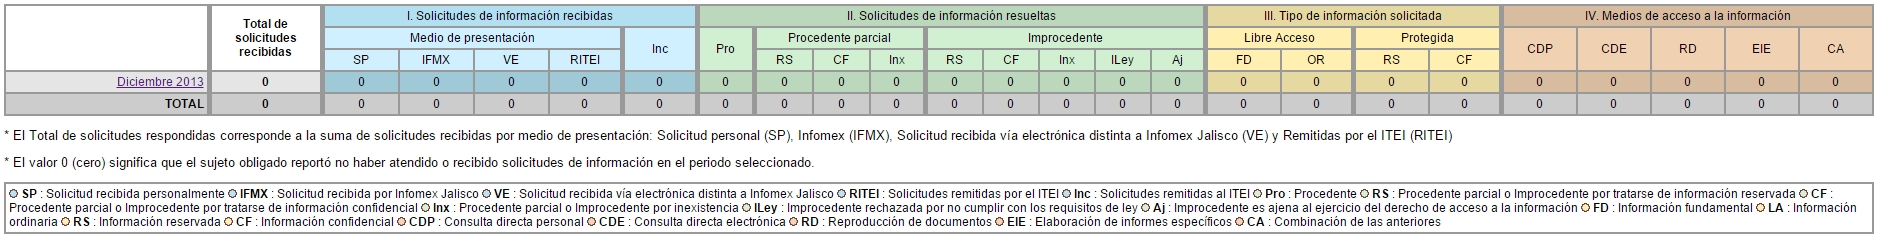 Total de solicitudes recibidas I. Solicitudes de información recibidas II. Solicitudes de información resueltas III. Tipo de información solicitada IV. Medios de acceso a la información
Medio de presentación Inc Pro Procedente parcial Improcedente Libre Acceso Protegida CDP CDE RD EIE CA
SP IFMX VE RITEI RS CF Inx RS CF Inx ILey Aj FD OR RS CF
Diciembre 2013 0 0 0 0 0 0 0 0 0 0 0 0 0 0 0 0 0 0 0 0 0 0 0 0
TOTAL 0 0 0 0 0 0 0 0 0 0 0 0 0 0 0 0 0 0 0 0 0 0 0 0
* El Total de solicitudes respondidas corresponde a la suma de solicitudes recibidas por medio de presentación: Solicitud personal (SP), Infomex (IFMX), Solicitud recibida vía electrónica distinta a Infomex Jalisco (VE) y Remitidas por el ITEI (RITEI)
* El valor 0 (cero) significa que el sujeto obligado reportó no haber atendido o recibido solicitudes de información en el periodo seleccionado.
SP : Solicitud recibida personalmente IFMX : Solicitud recibida por Infomex Jalisco VE : Solicitud recibida vía electrónica distinta a Infomex Jalisco RITEI : Solicitudes remitidas por el ITEI Inc : Solicitudes remitidas al ITEI Pro : Procedente RS : Procedente parcial o Improcedente por tratarse de información reservada CF :
Procedente parcial o Improcedente por tratarse de información confidencial Inx : Procedente parcial o Improcedente por inexistencia ILey : Improcedente rechazada por no cumplir con los requisitos de ley Aj : Improcedente es ajena al ejercicio del derecho de acceso a la información FD : Información fundamental LA : Información
ordinaria RS : Información reservada CF : Información confidencial CDP : Consulta directa personal CDE : Consulta directa electrónica RD : Reproducción de documentos EIE : Elaboración de informes específicos CA : Combinación de las anteriores